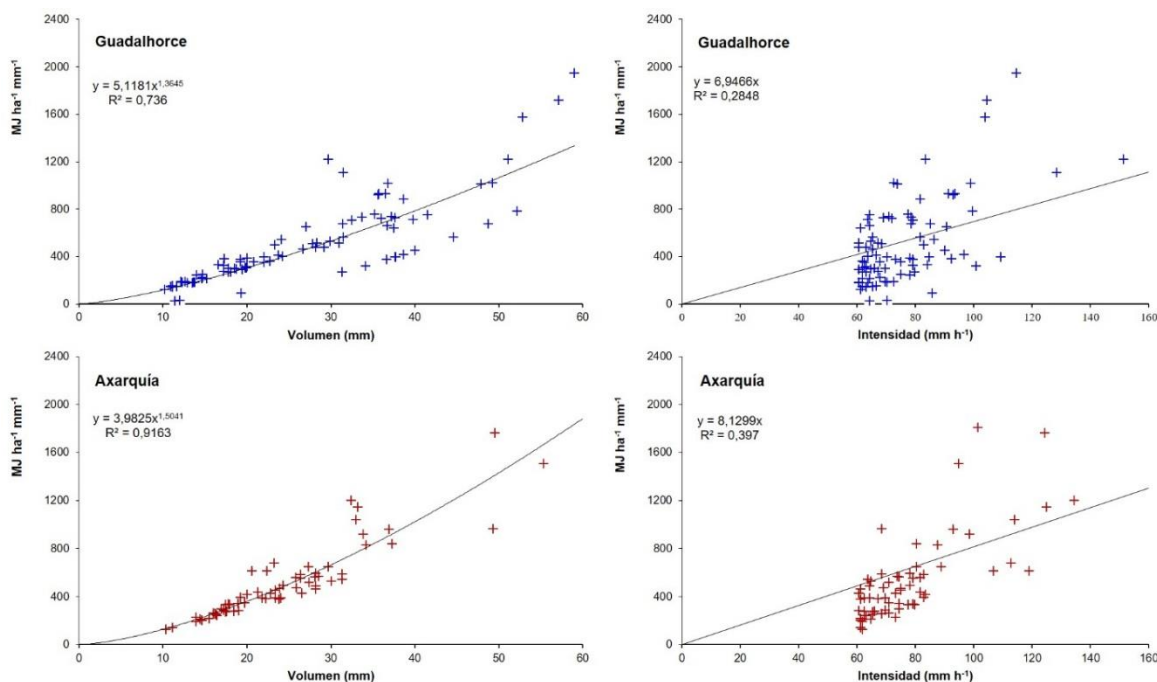 Guadalhorce
y = 5,1181x^1,3645
R² = 0,736
MJ ha⁻¹ mm⁻¹
2400
2000
1600
1200
800
400
0
0 10 20 30 40 50 60
Volumen (mm)
Guadalhorce
y = 6,9466x
R² = 0,2848
MJ ha⁻¹ mm⁻¹
2400
2000
1600
1200
800
400
0
0 20 40 60 80 100 120 140 160
Intensidad (mm h⁻¹)
Axarquía
y = 3,9825x^1,5041
R² = 0,9163
MJ ha⁻¹ mm⁻¹
2400
2000
1600
1200
800
400
0
0 10 20 30 40 50 60
Volumen (mm)
Axarquía
y = 8,1299x
R² = 0,397
MJ ha⁻¹ mm⁻¹
2400
2000
1600
1200
800
400
0
0 20 40 60 80 100 120 140 160
Intensidad (mm h⁻¹)